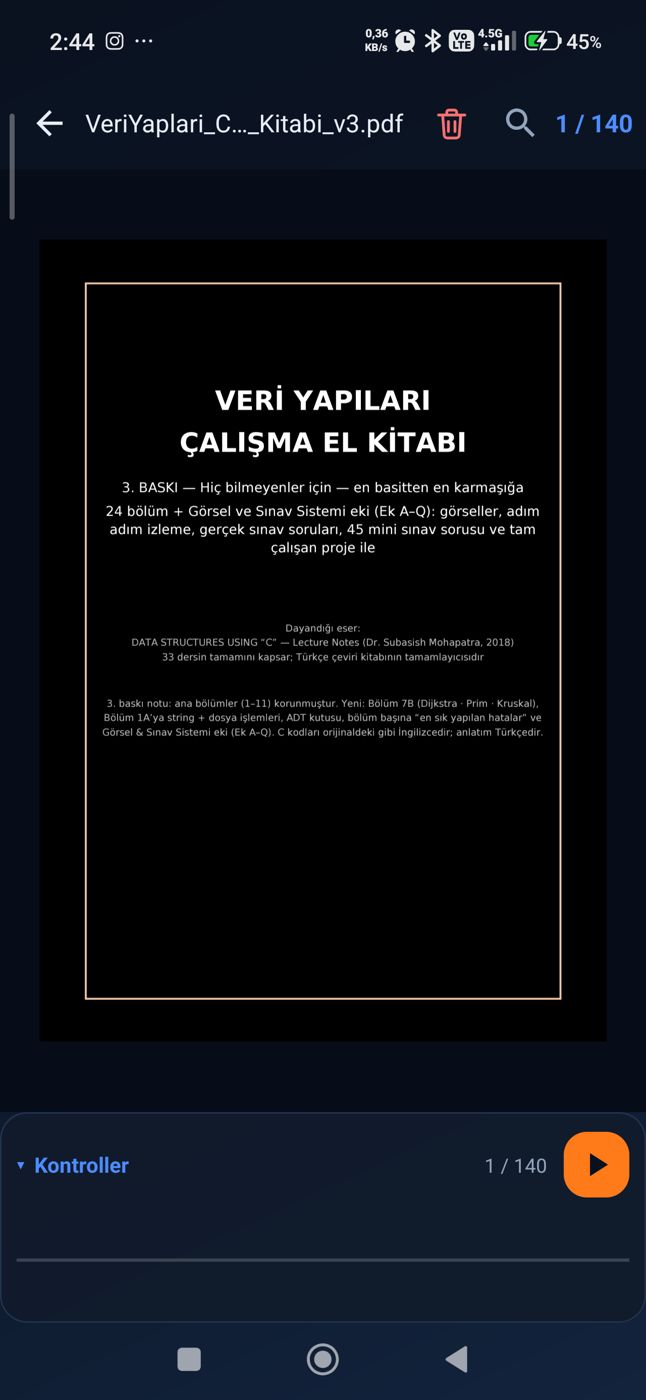 2:44 ...
0,36 KB/s Vo LTE 4.5G 45%
VeriYaplari_C..._Kitabi_v3.pdf 1 / 140
VERİ YAPILARI
ÇALIŞMA EL KİTABI
3. BASKI — Hiç bilmeyenler için — en basitten en karmaşığa
24 bölüm + Görsel ve Sınav Sistemi eki (Ek A–Q): görseller, adım
adım izleme, gerçek sınav soruları, 45 mini sınav sorusu ve tam
çalışan proje ile
Dayandığı eser:
DATA STRUCTURES USING "C" — Lecture Notes (Dr. Subasish Mohapatra, 2018)
33 dersin tamamını kapsar; Türkçe çeviri kitabının tamamlayıcısıdır
3. baskı notu: ana bölümler (1–11) korunmuştur. Yeni: Bölüm 7B (Dijkstra · Prim · Kruskal),
Bölüm 1A'ya string + dosya işlemleri, ADT kutusu, bölüm başına "en sık yapılan hatalar" ve
Görsel & Sınav Sistemi eki (Ek A–Q). C kodları orijinaldeki gibi İngilizcedir; anlatım Türkçedir.
Kontroller 1 / 140